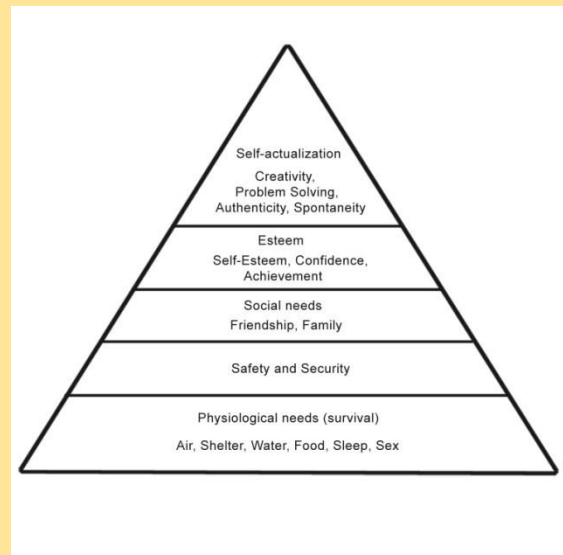 Self-actualization
Creativity,
Problem Solving,
Authenticity, Spontaneity
Esteem
Self-Esteem, Confidence,
Achievement
Social needs
Friendship, Family
Safety and Security
Physiological needs (survival)
Air, Shelter, Water, Food, Sleep, Sex